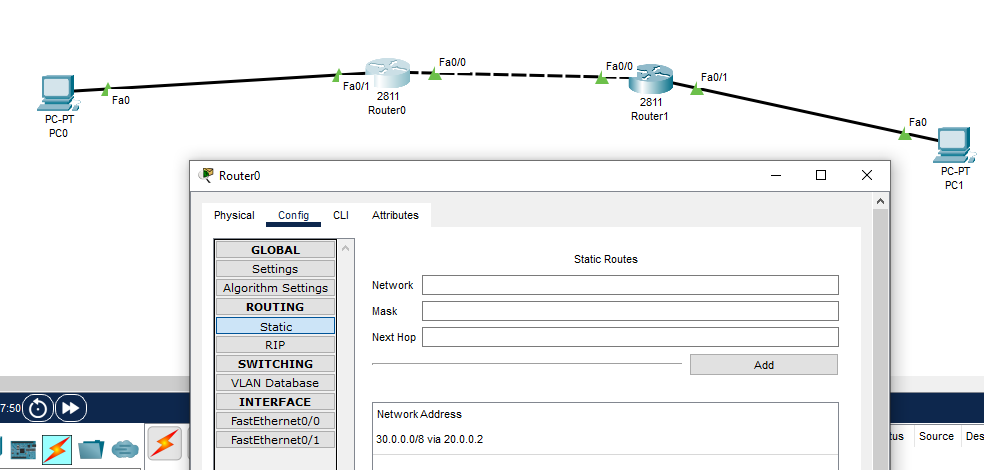 Fa0
PC-PT
PC0
Fa0/1
2811
Router0
Fa0/0
Fa0/0
2811
Router1
Fa0/1
Fa0
PC-PT
PC1
Router0
Physical Config CLI Attributes
GLOBAL
Settings
Algorithm Settings
ROUTING
Static
RIP
SWITCHING
VLAN Database
INTERFACE
FastEthernet0/0
FastEthernet0/1
Static Routes
Network
Mask
Next Hop
Add
Network Address
30.0.0.0/8 via 20.0.0.2
7:50
tus Source Des